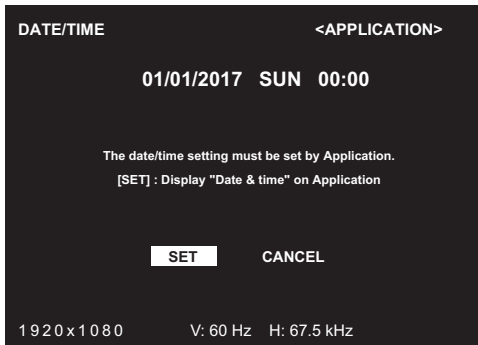 DATE/TIME <APPLICATION>
01/01/2017 SUN 00:00
The date/time setting must be set by Application.
[SET] : Display "Date & time" on Application
SET CANCEL
1920x1080 V: 60 Hz H: 67.5 kHz